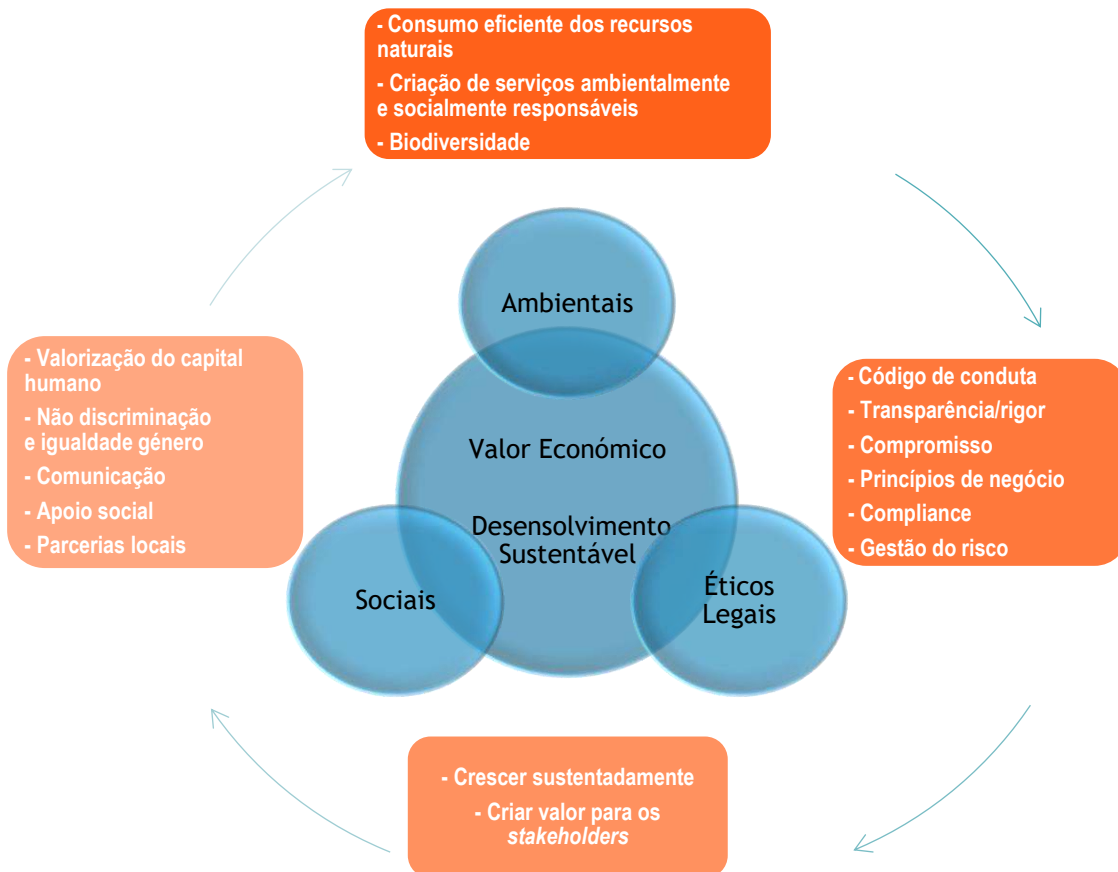 - Consumo eficiente dos recursos
naturais
- Criação de serviços ambientalmente
e socialmente responsáveis
- Biodiversidade
Ambientais
- Valorização do capital
humano
- Não discriminação
e igualdade género
- Comunicação
- Apoio social
- Parcerias locais
Valor Económico
Desensolvimento
Sustentável
- Código de conduta
- Transparência/rigor
- Compromisso
- Princípios de negócio
- Compliance
- Gestão do risco
Sociais
Éticos
Legais
- Crescer sustentadamente
- Criar valor para os
stakeholders